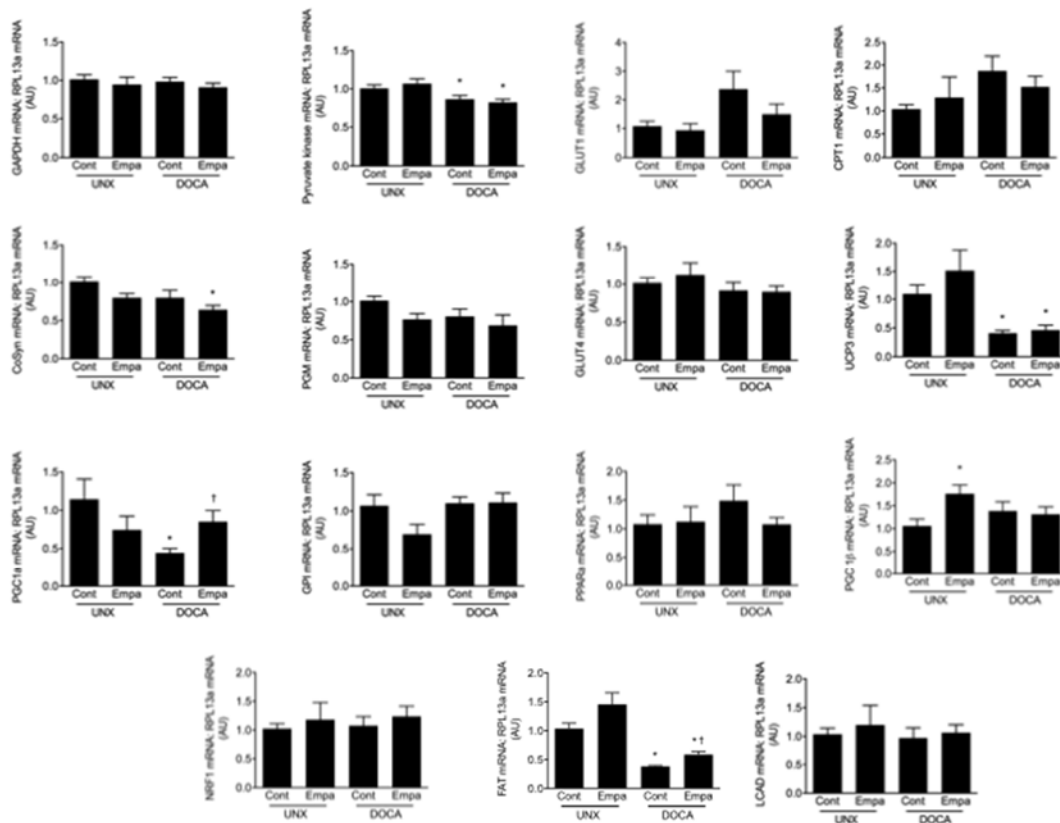 GAPDH mRNA: RPL13a mRNA
(AU)
1.5
1.0
0.5
0.0
Cont Empa Cont Empa
UNX DOCA
Pyruvate kinase mRNA: RPL13a mRNA
(AU)
1.5
1.0
0.5
0.0
* *
Cont Empa Cont Empa
UNX DOCA
GLUT1 mRNA: RPL13a mRNA
(AU)
4
3
2
1
0
Cont Empa Cont Empa
UNX DOCA
CPT1 mRNA: RPL13a mRNA
(AU)
2.5
2.0
1.5
1.0
0.5
0.0
Cont Empa Cont Empa
UNX DOCA
CoSyn mRNA: RPL13a mRNA
(AU)
1.5
1.0
0.5
0.0
*
Cont Empa Cont Empa
UNX DOCA
PGM mRNA: RPL13a mRNA
(AU)
1.5
1.0
0.5
0.0
Cont Empa Cont Empa
UNX DOCA
GLUT4 mRNA: RPL13a mRNA
(AU)
1.5
1.0
0.5
0.0
Cont Empa Cont Empa
UNX DOCA
UCP3 mRNA: RPL13a mRNA
(AU)
2.0
1.5
1.0
0.5
0.0
* *
Cont Empa Cont Empa
UNX DOCA
PGC1a mRNA: RPL13a mRNA
(AU)
1.5
1.0
0.5
0.0
* †
Cont Empa Cont Empa
UNX DOCA
GPI mRNA: RPL13a mRNA
(AU)
1.5
1.0
0.5
0.0
Cont Empa Cont Empa
UNX DOCA
PPARa mRNA: RPL13a mRNA
(AU)
2.0
1.5
1.0
0.5
0.0
Cont Empa Cont Empa
UNX DOCA
PGC 1β mRNA: RPL13a mRNA
(AU)
2.5
2.0
1.5
1.0
0.5
0.0
*
Cont Empa Cont Empa
UNX DOCA
NRF1 mRNA: RPL13a mRNA
(AU)
2.0
1.5
1.0
0.5
0.0
Cont Empa Cont Empa
UNX DOCA
FAT mRNA: RPL13a mRNA
(AU)
2.0
1.5
1.0
0.5
0.0
* *†
Cont Empa Cont Empa
UNX DOCA
LCAD mRNA: RPL13a mRNA
(AU)
2.0
1.5
1.0
0.5
0.0
Cont Empa Cont Empa
UNX DOCA